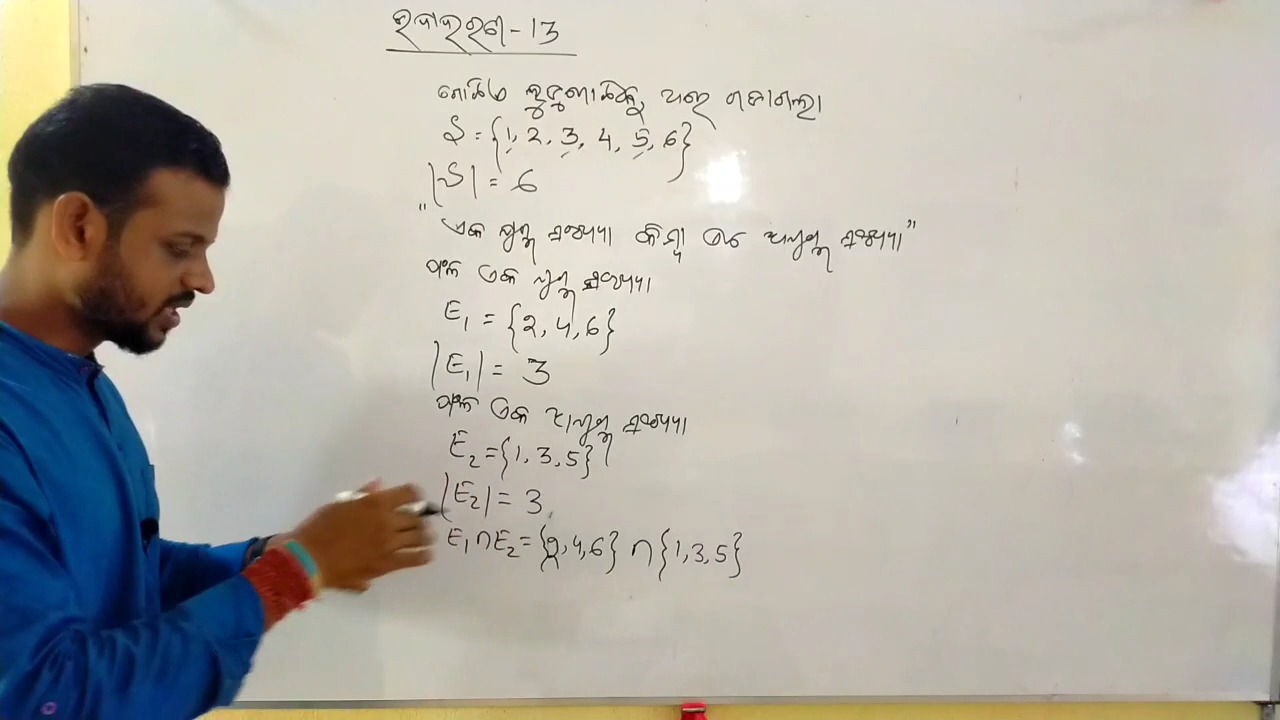 ଉଦାହରଣ-13
ଗୋଟିଏ ଲୁଡୁଗୋଟିକୁ ଥରେ ଗଡାଗଲା
S = {1, 2, 3, 4, 5, 6}
|S| = 6
"ଏକ ଯୁଗ୍ମ ସଂଖ୍ୟା କିମ୍ବା ଏକ ଅଯୁଗ୍ମ ସଂଖ୍ୟା"
ଫଳ ଏକ ଯୁଗ୍ମ ସଂଖ୍ୟା
E₁ = {2, 4, 6}
|E₁| = 3
ଫଳ ଏକ ଅଯୁଗ୍ମ ସଂଖ୍ୟା
E₂ = {1, 3, 5}
|E₂| = 3
E₁ ∩ E₂ = {2, 4, 6} ∩ {1, 3, 5}